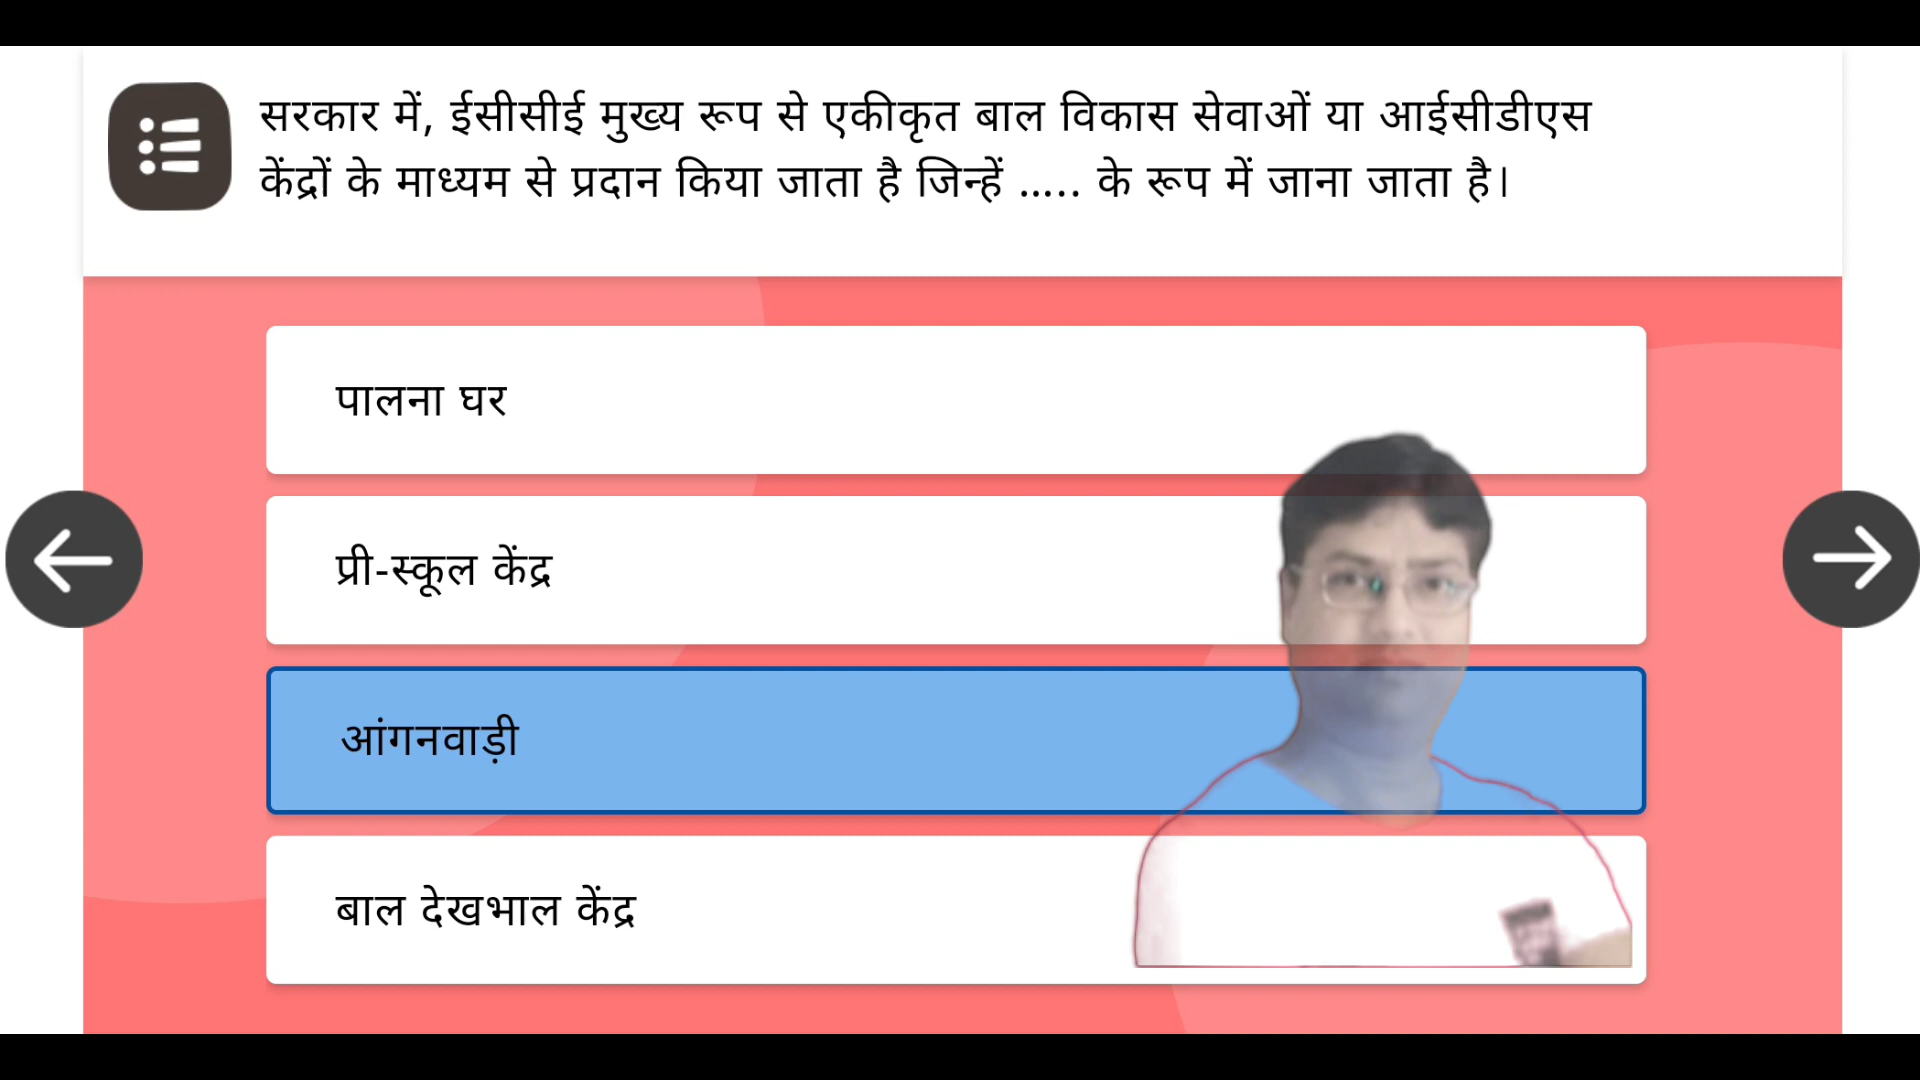 सरकार में, ईसीसीई मुख्य रूप से एकीकृत बाल विकास सेवाओं या आईसीडीएस
केंद्रों के माध्यम से प्रदान किया जाता है जिन्हें ..... के रूप में जाना जाता है।
पालना घर
प्री-स्कूल केंद्र
आंगनवाड़ी
बाल देखभाल केंद्र